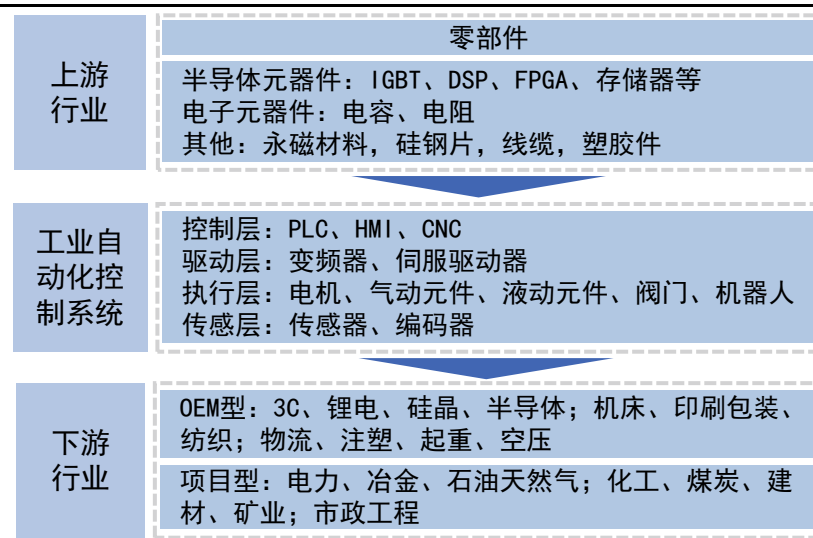 上游
行业
零部件
半导体元器件：IGBT、DSP、FPGA、存储器等
电子元器件：电容、电阻
其他：永磁材料，硅钢片，线缆，塑胶件
工业自
动化控
制系统
控制层：PLC、HMI、CNC
驱动层：变频器、伺服驱动器
执行层：电机、气动元件、液动元件、阀门、机器人
传感层：传感器、编码器
下游
行业
OEM型：3C、锂电、硅晶、半导体；机床、印刷包装、
纺织；物流、注塑、起重、空压
项目型：电力、冶金、石油天然气；化工、煤炭、建
材、矿业；市政工程